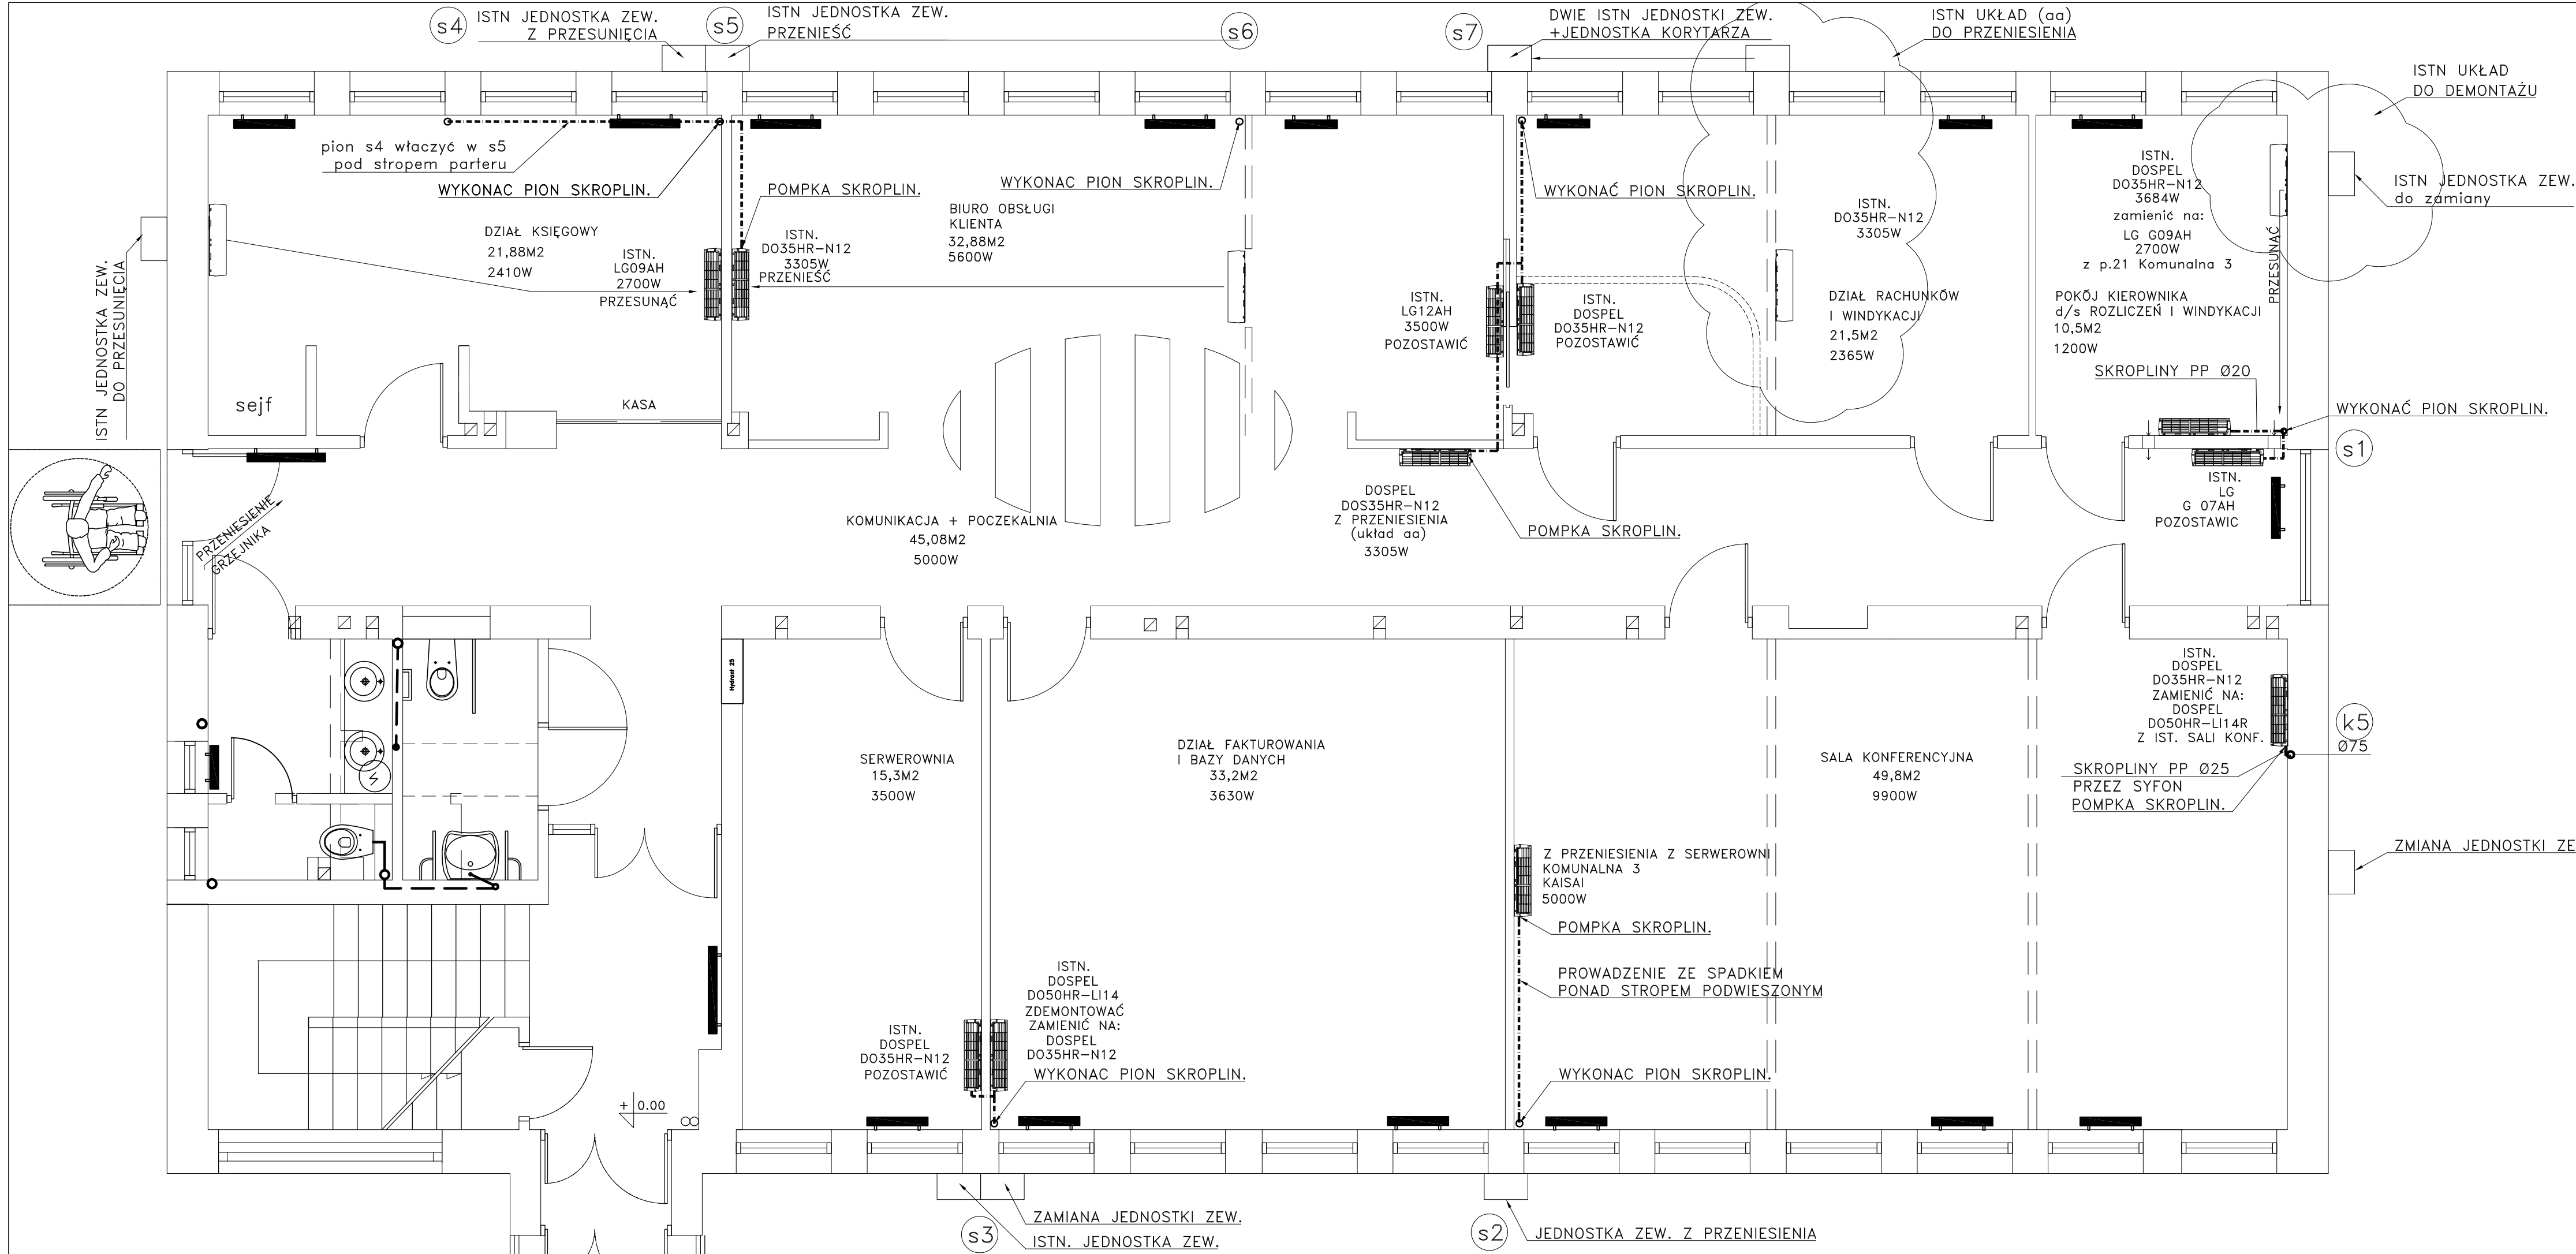 s4
ISTN JEDNOSTKA ZEW.
Z PRZESUNIĘCIA
s5
ISTN JEDNOSTKA ZEW.
PRZENIEŚĆ
s6
s7
DWIE ISTN JEDNOSTKI ZEW.
+JEDNOSTKA KORYTARZA
ISTN UKŁAD (aa)
DO PRZENIESIENIA
ISTN UKŁAD
DO DEMONTAŻU
ISTN JEDNOSTKA ZEW.
do zamiany
pion s4 właczyć w s5
pod stropem parteru
WYKONAC PION SKROPLIN.
POMPKA SKROPLIN.
WYKONAC PION SKROPLIN.
WYKONAĆ PION SKROPLIN.
ISTN JEDNOSTKA ZEW.
DO PRZESUNIĘCIA
DZIAŁ KSIĘGOWY
21,88M2
2410W
ISTN.
LG09AH
2700W
PRZESUNĄĆ
ISTN.
DO35HR-N12
3305W
PRZENIEŚĆ
BIURO OBSŁUGI
KLIENTA
32,88M2
5600W
ISTN.
LG12AH
3500W
POZOSTAWIĆ
ISTN.
DOSPEL
DO35HR-N12
POZOSTAWIĆ
ISTN.
DO35HR-N12
3305W
DZIAŁ RACHUNKÓW
I WINDYKACJI
21,5M2
2365W
ISTN.
DOSPEL
DO35HR-N12
3684W
zamienić na:
LG G09AH
2700W
z p.21 Komunalna 3
PRZESUNĄĆ
POKÓJ KIEROWNIKA
d/s ROZLICZEŃ I WINDYKACJI
10,5M2
1200W
SKROPLINY PP Ø20
WYKONAĆ PION SKROPLIN.
s1
sejf
KASA
PRZENIESIENIE
GRZEJNIKA
KOMUNIKACJA + POCZEKALNIA
45,08M2
5000W
DOSPEL
DOS35HR-N12
Z PRZENIESIENIA
(układ aa)
3305W
POMPKA SKROPLIN.
ISTN.
LG
G 07AH
POZOSTAWIC
Hydrant 25
SERWEROWNIA
15,3M2
3500W
DZIAŁ FAKTUROWANIA
I BAZY DANYCH
33,2M2
3630W
SALA KONFERENCYJNA
49,8M2
9900W
ISTN.
DOSPEL
DO35HR-N12
ZAMIENIĆ NA:
DOSPEL
DO50HR-LI14R
Z IST. SALI KONF.
k5
Ø75
SKROPLINY PP Ø25
PRZEZ SYFON
POMPKA SKROPLIN.
ZMIANA JEDNOSTKI ZE
Z PRZENIESIENIA Z SERWEROWNI
KOMUNALNA 3
KAISAI
5000W
POMPKA SKROPLIN.
PROWADZENIE ZE SPADKIEM
PONAD STROPEM PODWIESZONYM
WYKONAC PION SKROPLIN.
ISTN.
DOSPEL
DO35HR-N12
POZOSTAWIĆ
ISTN.
DOSPEL
DO50HR-LI14
ZDEMONTOWAĆ
ZAMIENIĆ NA:
DOSPEL
DO35HR-N12
WYKONAC PION SKROPLIN.
+ 0.00
s3
ZAMIANA JEDNOSTKI ZEW.
ISTN. JEDNOSTKA ZEW.
s2
JEDNOSTKA ZEW. Z PRZENIESIENIA